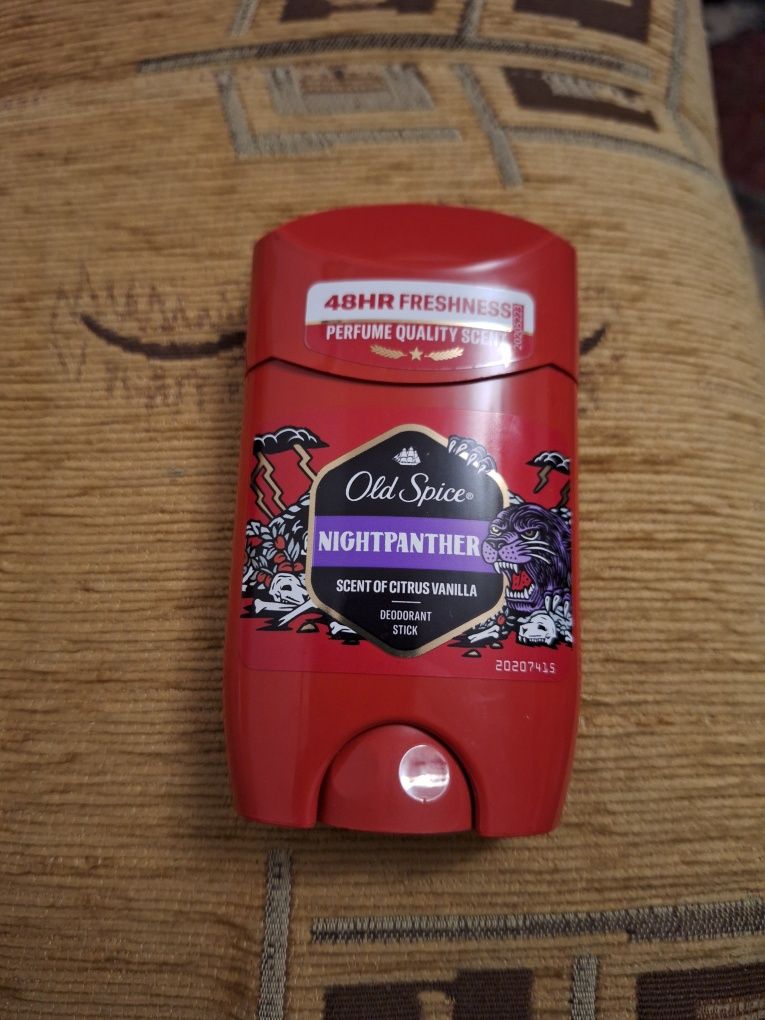 48HR FRESHNESS
PERFUME QUALITY SCENT
Old Spice®
NIGHTPANTHER
SCENT OF CITRUS VANILLA
DEODORANT
STICK
20207415